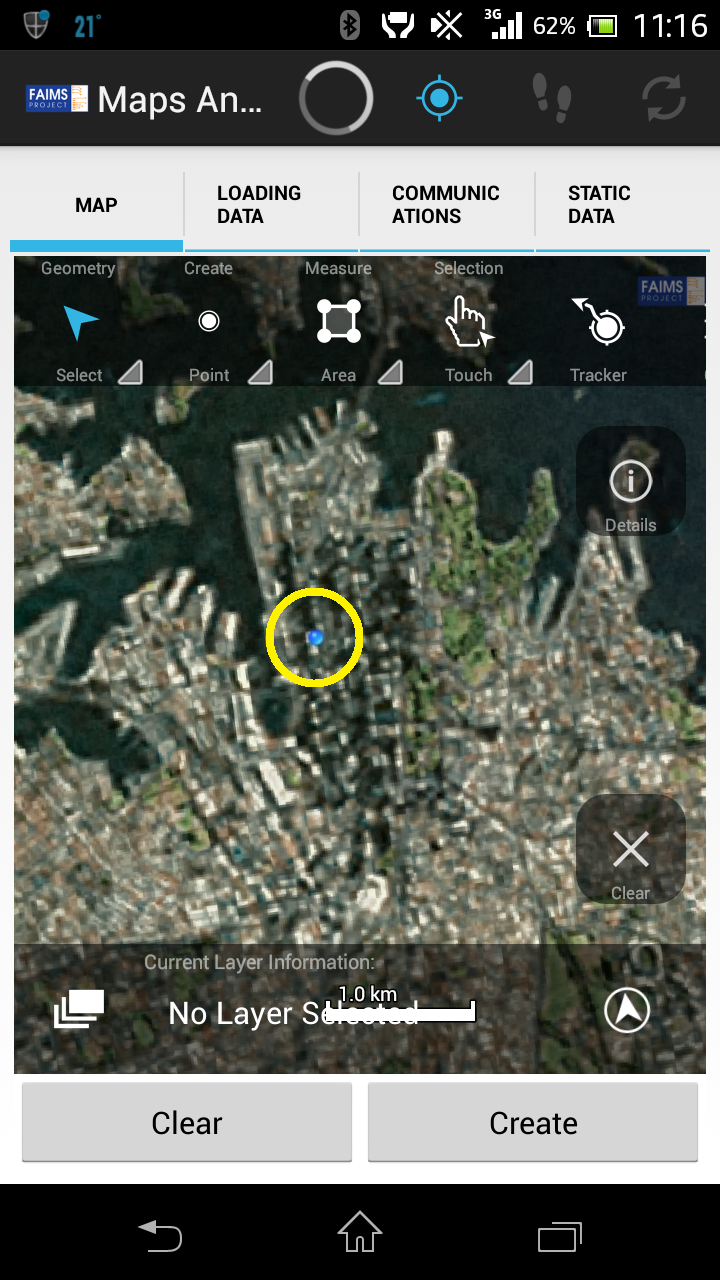 21°
3G
62%
11:16
FAIMS
PROJECT
Maps An...
MAP
LOADING
DATA
COMMUNIC
ATIONS
STATIC
DATA
Geometry
Create
Measure
Selection
FAIMS
PROJECT
Select
Point
Area
Touch
Tracker
Details
Clear
Current Layer Information:
1.0 km
No Layer Selected
Clear
Create